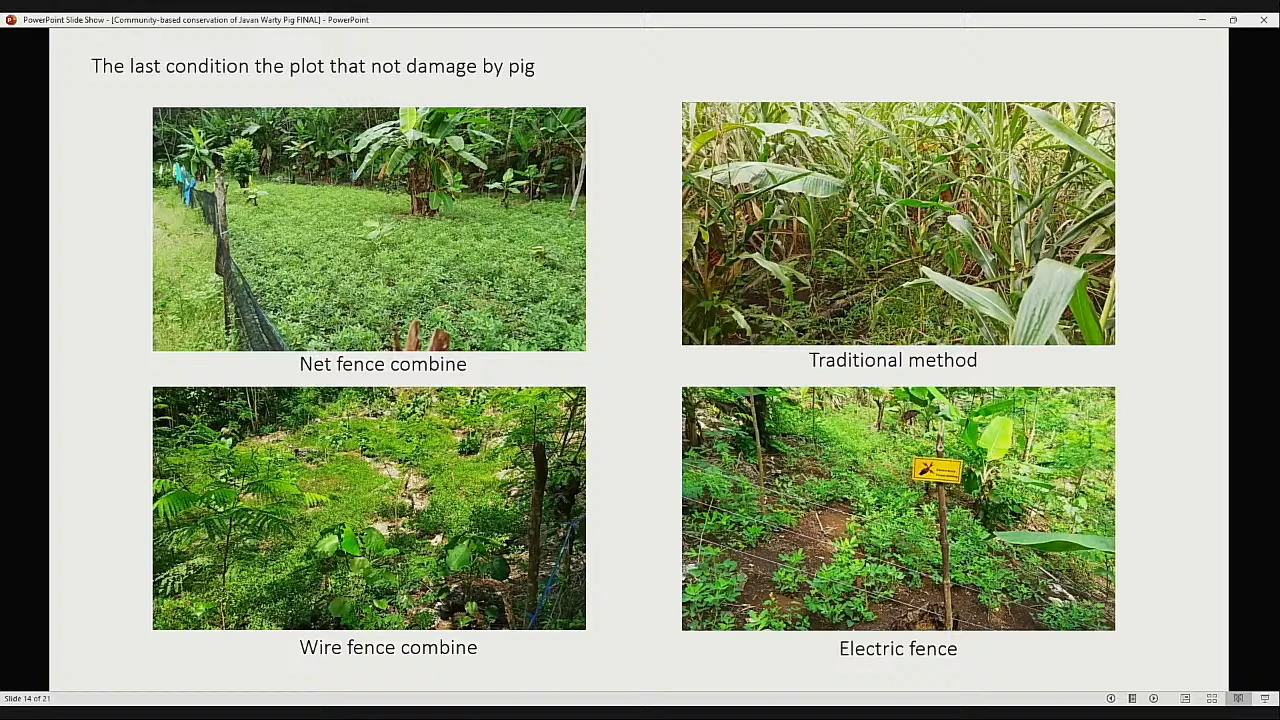 PowerPoint Slide Show - [Community-based conservation of Javan Warty Pig FINAL] - PowerPoint
The last condition the plot that not damage by pig
Net fence combine
Traditional method
Wire fence combine
Electric fence
Slide 14 of 21